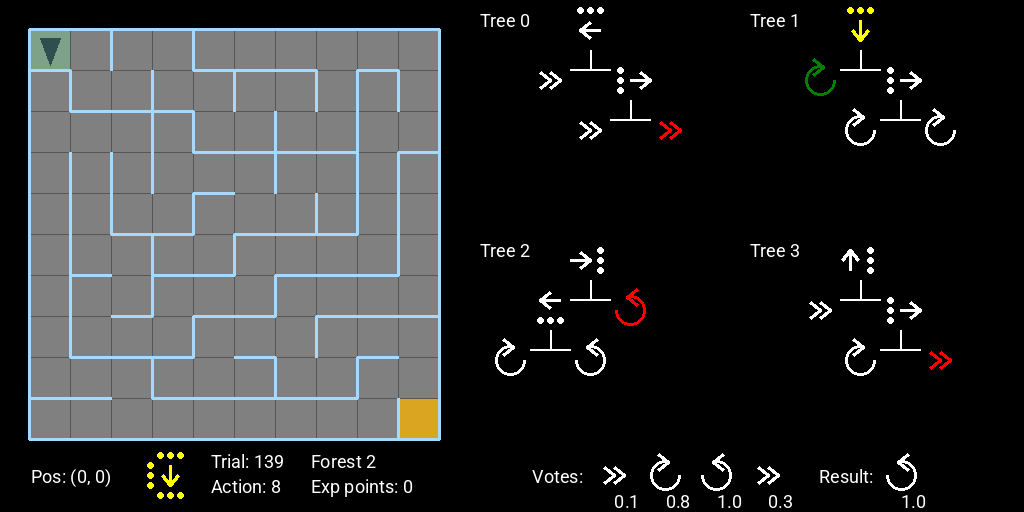 Tree 0
Tree 1
Tree 2
Tree 3
Pos: (0, 0)
Trial: 139
Forest 2
Action: 8
Exp points: 0
Votes:
0.1
0.8
1.0
0.3
Result:
1.0